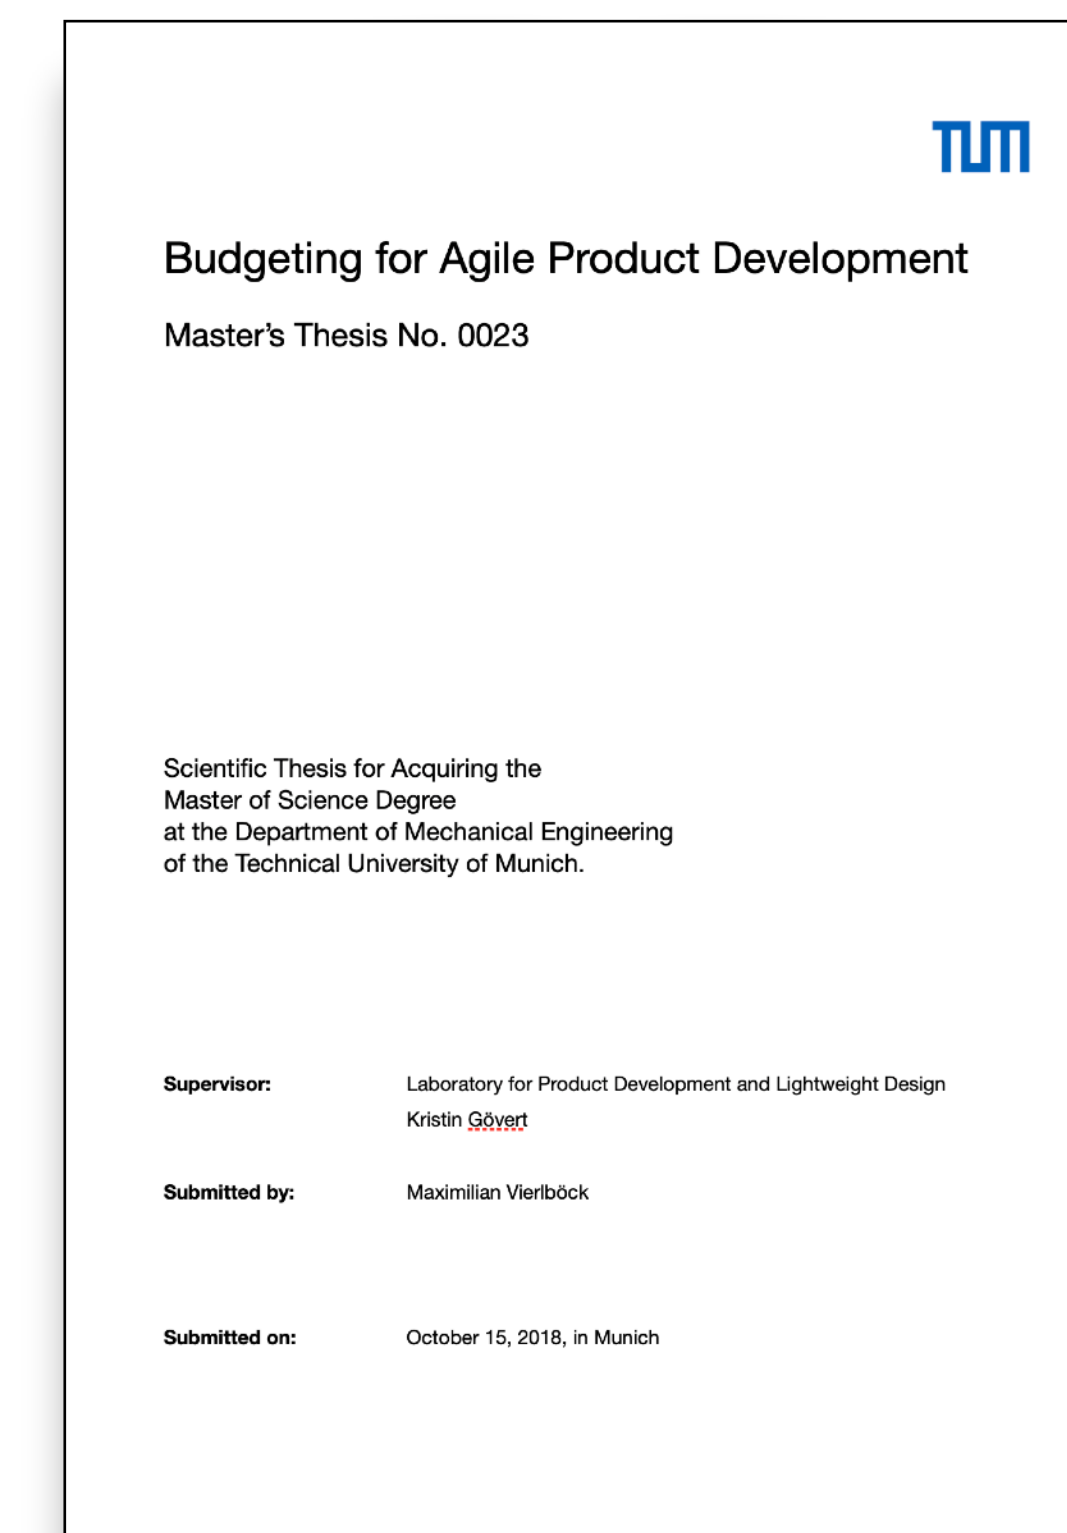 TUM
Budgeting for Agile Product Development
Master’s Thesis No. 0023
Scientific Thesis for Acquiring the
Master of Science Degree
at the Department of Mechanical Engineering
of the Technical University of Munich.
Supervisor: Laboratory for Product Development and Lightweight Design
Kristin Gövert
Submitted by: Maximilian Vierlböck
Submitted on: October 15, 2018, in Munich